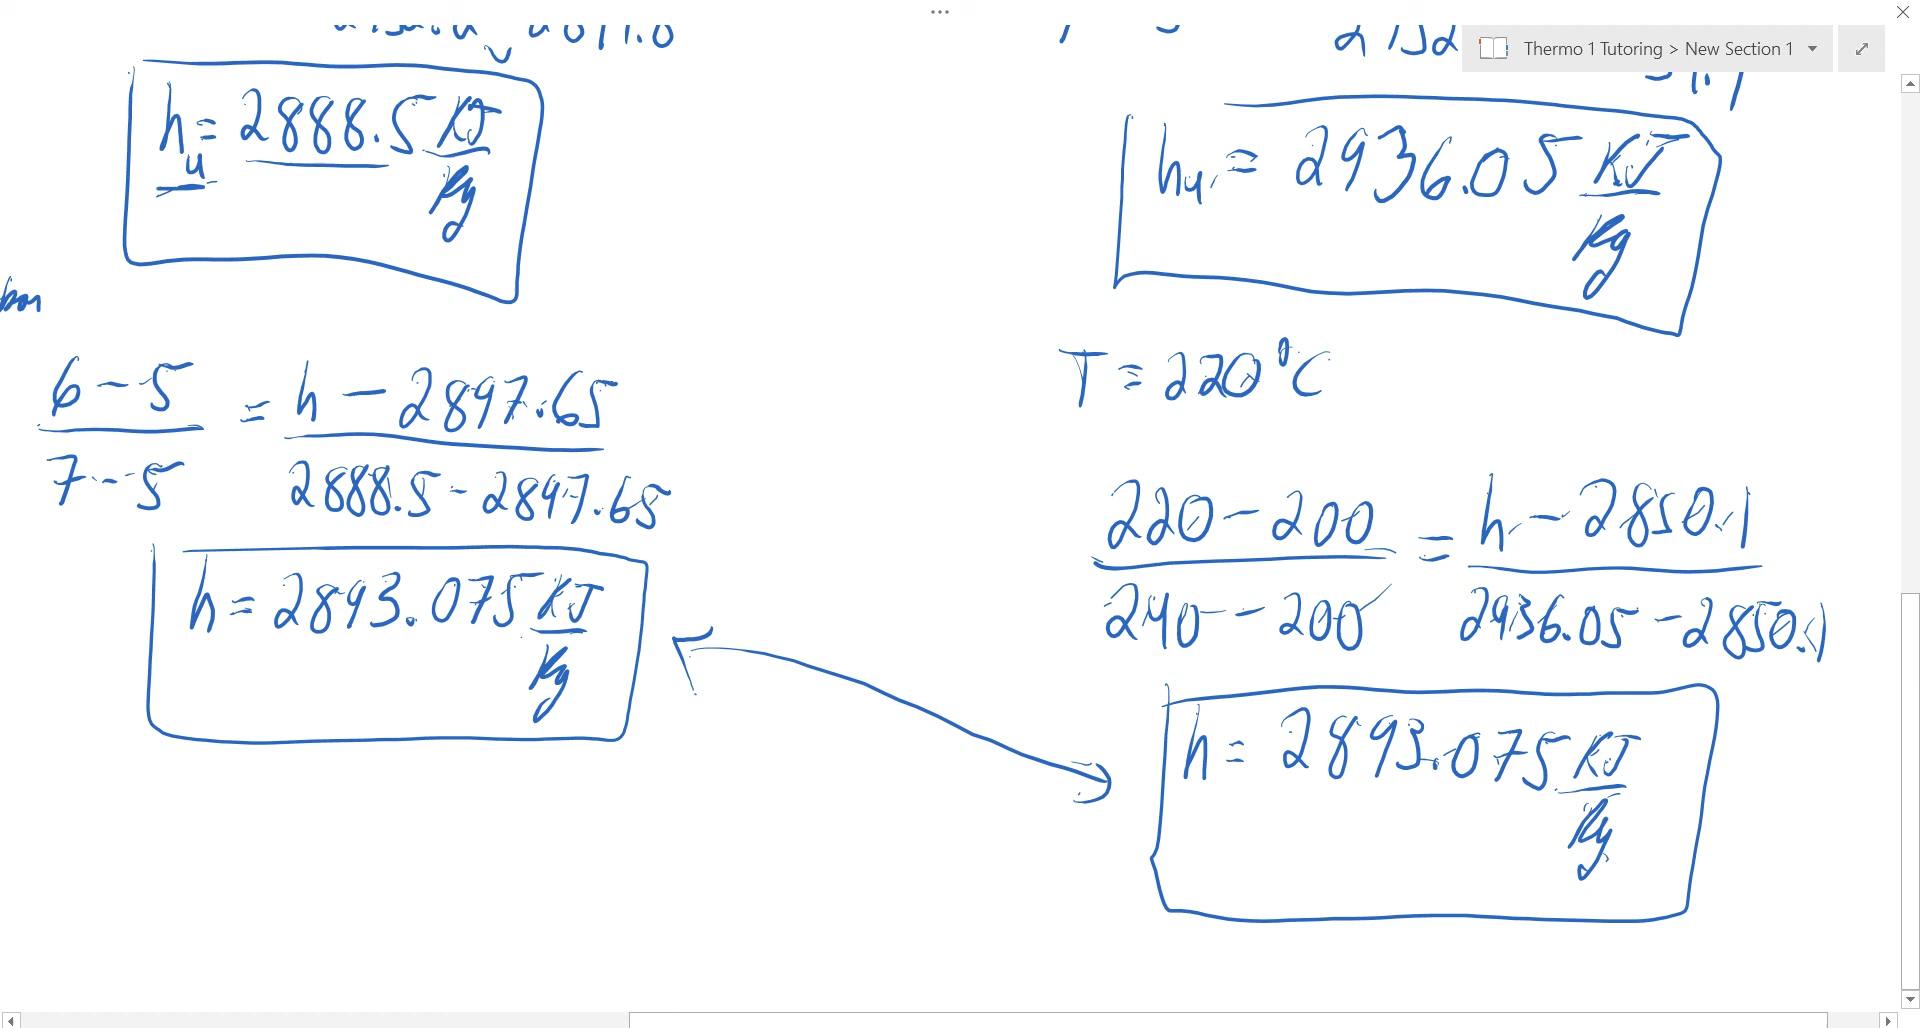 Thermo 1 Tutoring > New Section 1
h = 2888.5 KJ
u
Kg
6 - 5 = h - 2897.65
7 - 5 2888.5 - 2897.65
h = 2893.075 KJ
Kg
h4 = 2936.05 KJ
Kg
T = 220°C
220 - 200 = h - 2850.1
240 - 200 2936.05 - 2850.1
h = 2893.075 KJ
Kg